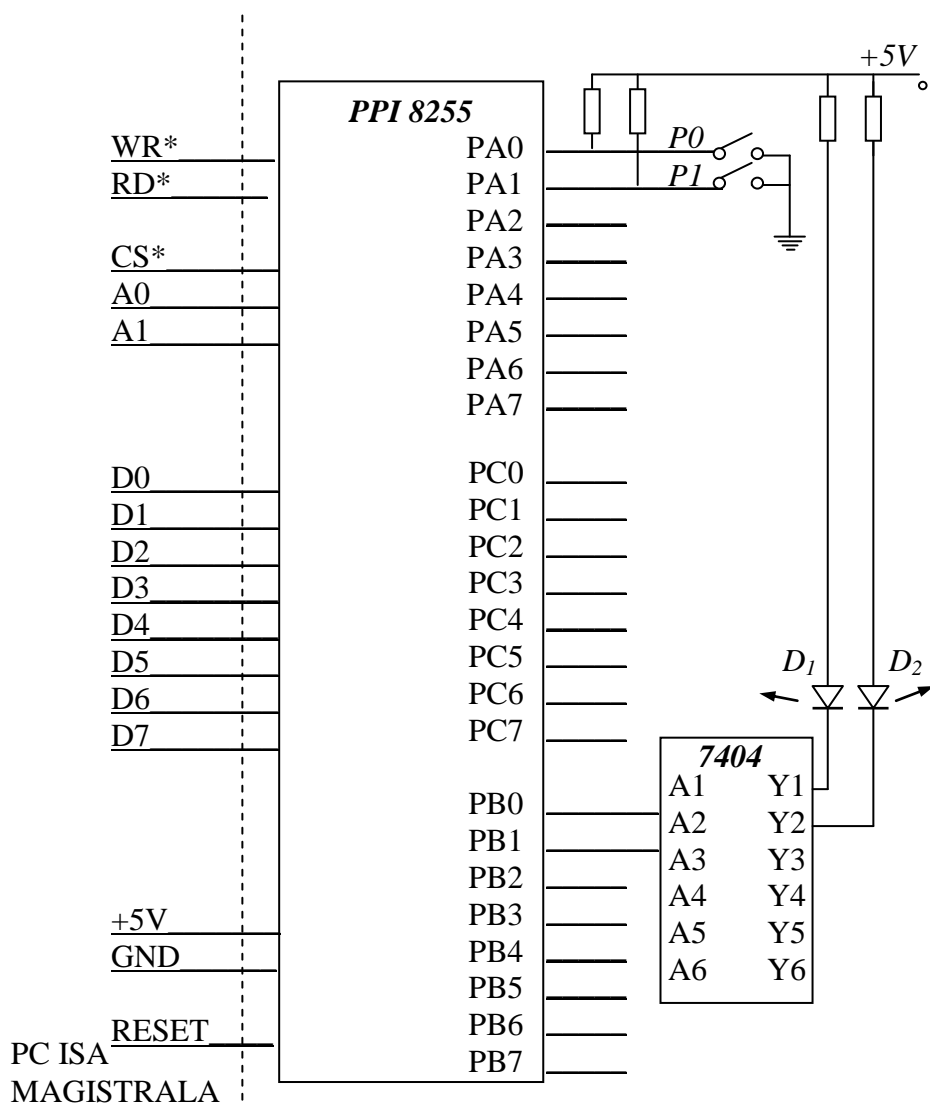 +5V
PPI 8255
WR*
RD*
CS*
A0
A1
D0
D1
D2
D3
D4
D5
D6
D7
+5V
GND
RESET
PC ISA
MAGISTRALA
PA0
PA1
PA2
PA3
PA4
PA5
PA6
PA7
PC0
PC1
PC2
PC3
PC4
PC5
PC6
PC7
PB0
PB1
PB2
PB3
PB4
PB5
PB6
PB7
P0
P1
D1
D2
7404
A1 Y1
A2 Y2
A3 Y3
A4 Y4
A5 Y5
A6 Y6